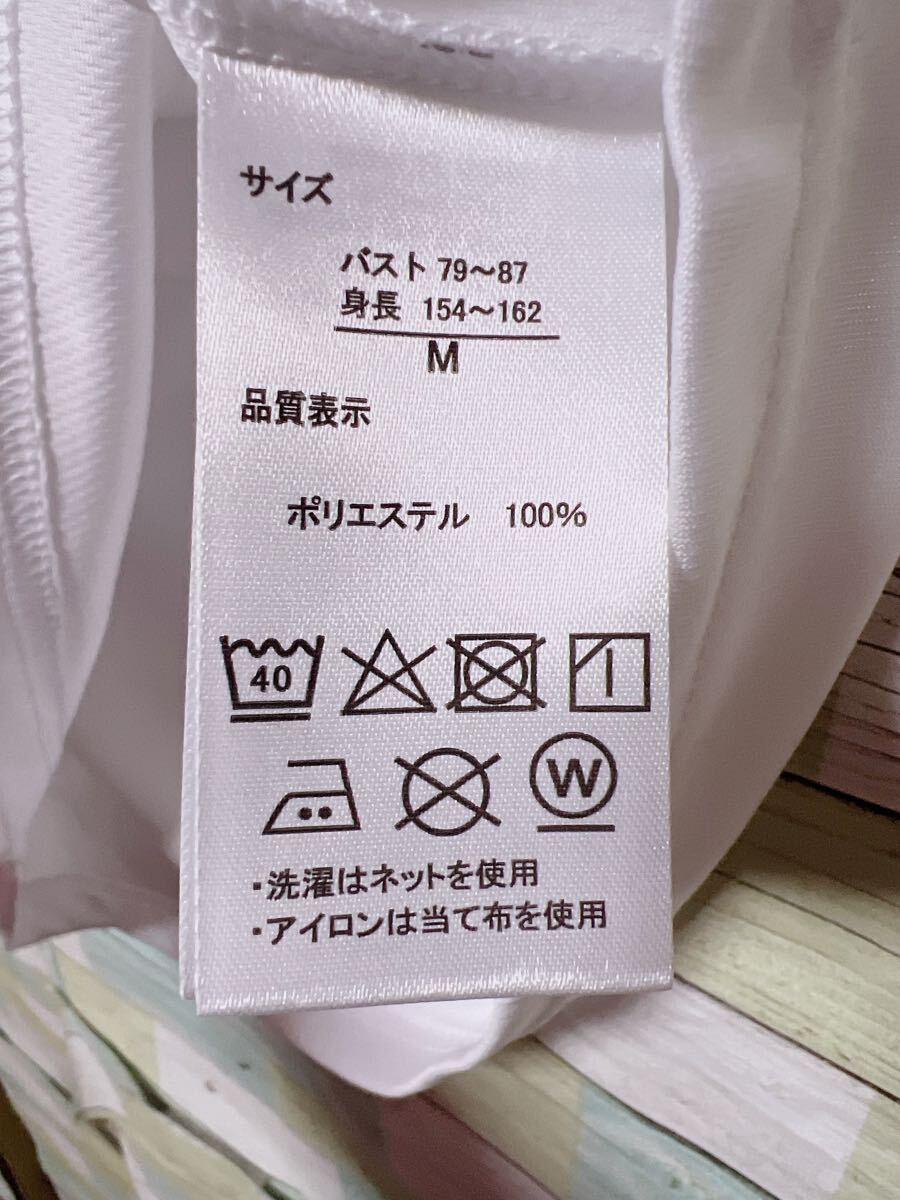 サイズ
バスト 79～87
身長 154～162
M
品質表示
ポリエステル 100%
40
W
・洗濯はネットを使用
・アイロンは当て布を使用